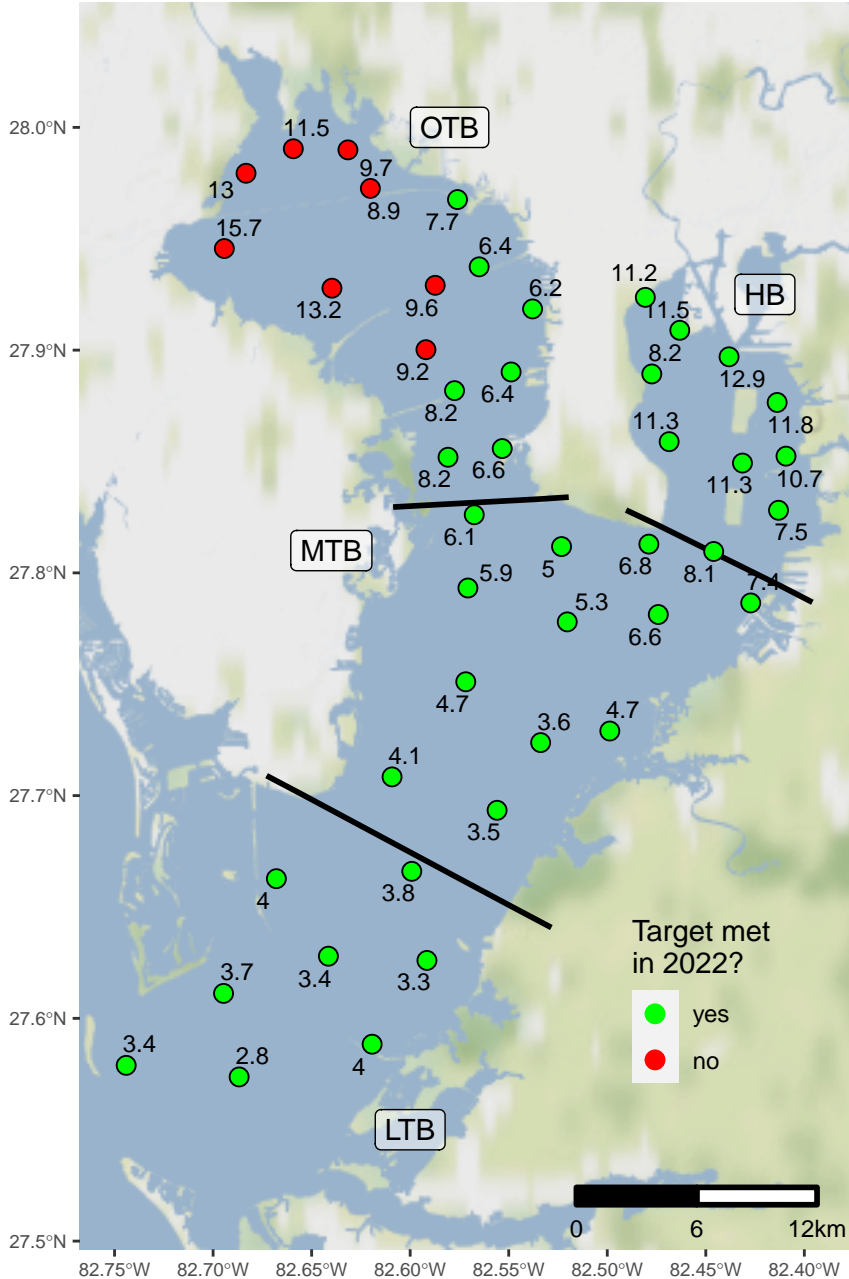 OTB
28.0°N
11.5
9.7
13
8.9
7.7
15.7
6.4
11.2
6.2
HB
13.2
9.6
11.5
27.9°N
9.2
8.2
12.9
8.2
6.4
11.8
11.3
8.2
6.6
11.3
10.7
6.1
7.5
MTB
5
6.8
8.1
27.8°N
5.9
7.4
5.3
6.6
4.7
3.6
4.7
4.1
27.7°N
3.5
4
3.8
Target met
in 2022?
3.7
3.4
3.3
yes
27.6°N
3.4
2.8
4
no
LTB
0 6 12km
27.5°N
82.75°W 82.70°W 82.65°W 82.60°W 82.55°W 82.50°W 82.45°W 82.40°W